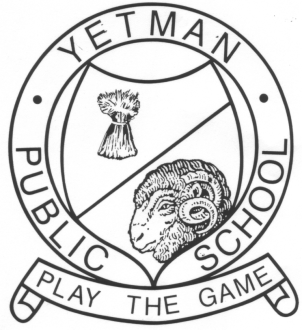 YETMAN
PUBLIC SCHOOL
PLAY THE GAME